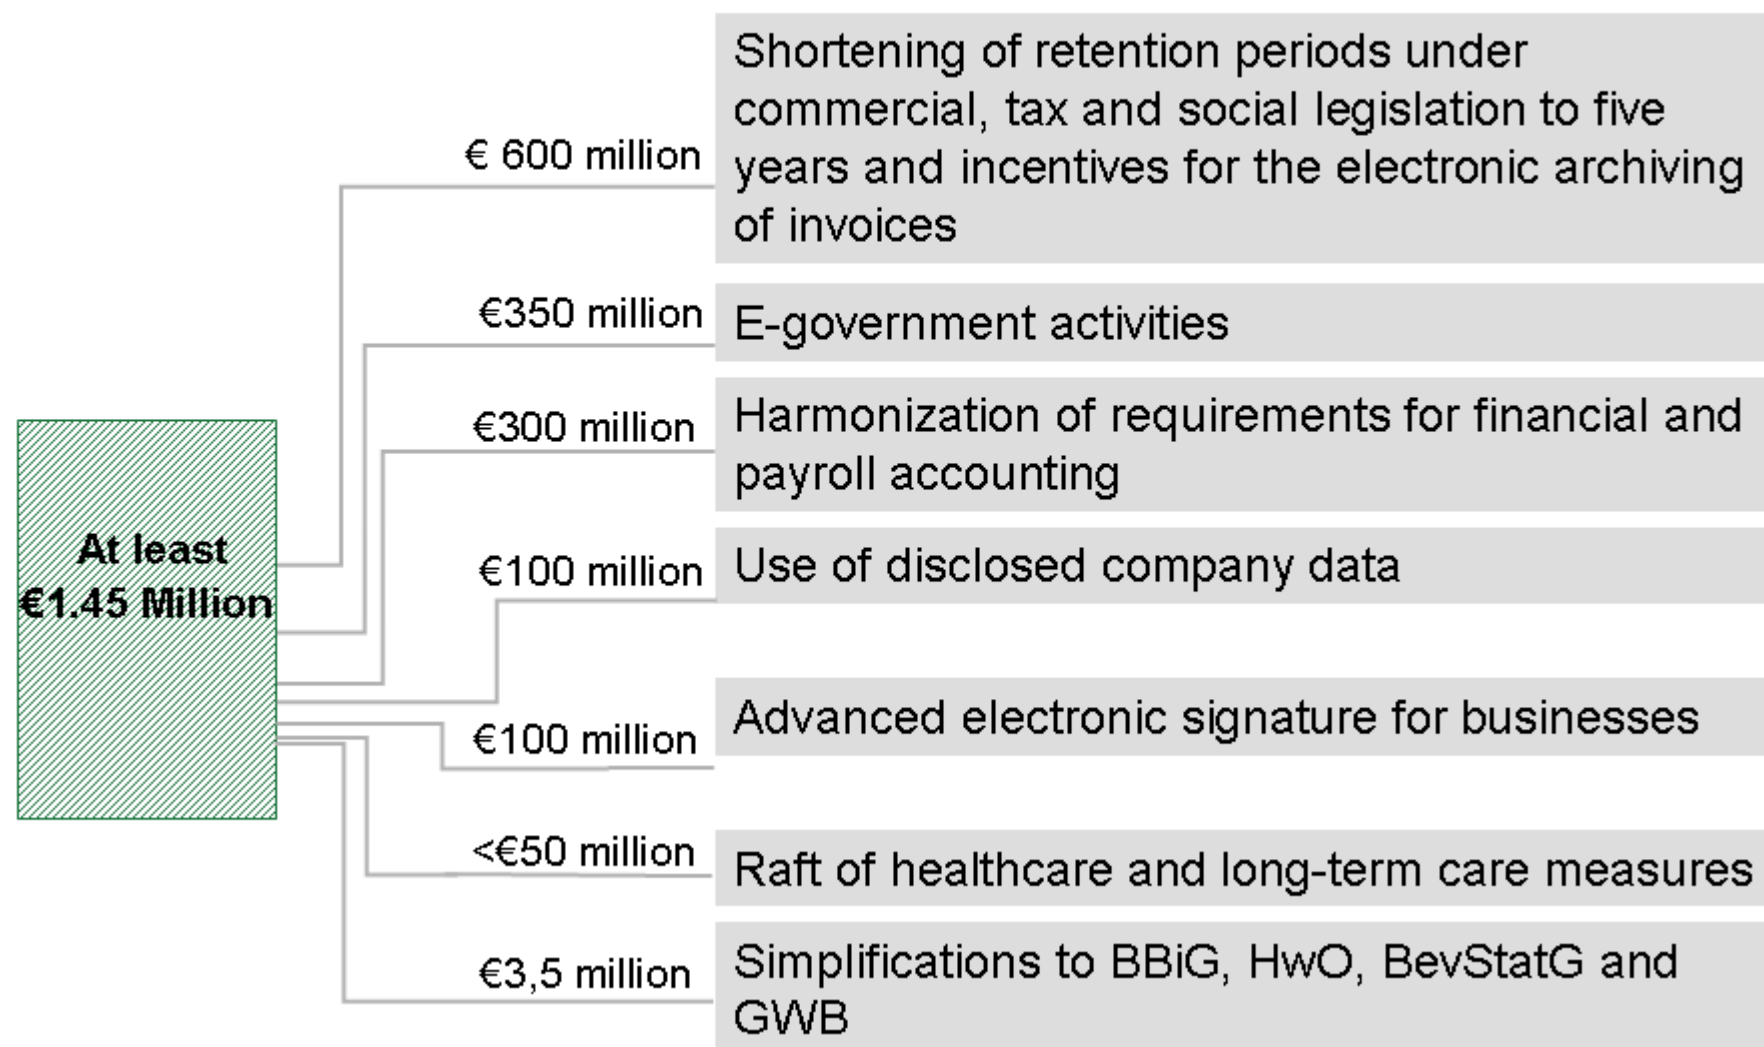 € 600 million
Shortening of retention periods under
commercial, tax and social legislation to five
years and incentives for the electronic archiving
of invoices
€350 million
E-government activities
€300 million
Harmonization of requirements for financial and
payroll accounting
At least
€1.45 Million
€100 million
Use of disclosed company data
€100 million
Advanced electronic signature for businesses
<€50 million
Raft of healthcare and long-term care measures
€3,5 million
Simplifications to BBiG, HwO, BevStatG and
GWB